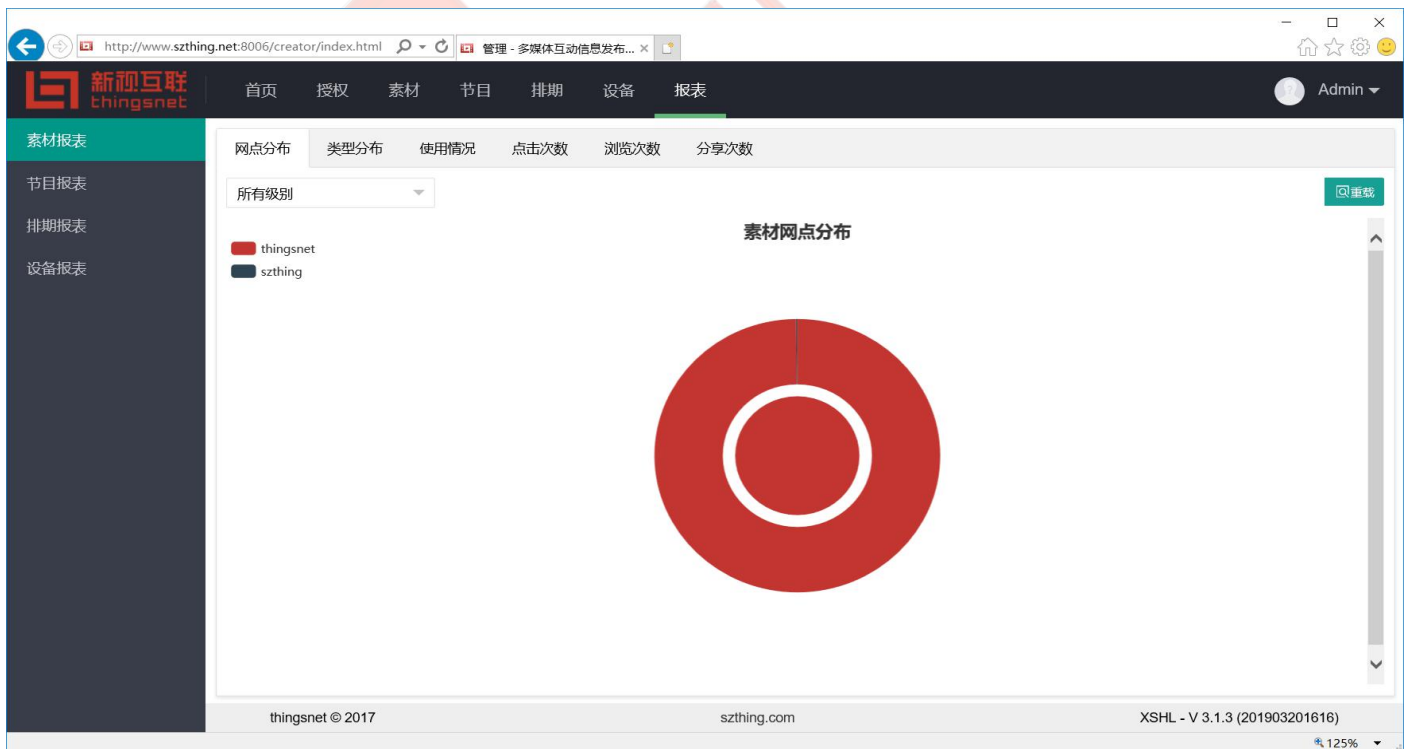 http://www.szthing.net:8006/creator/index.html
管理 - 多媒体互动信息发布...
新视互联
thingsnet
首页 授权 素材 节目 排期 设备 报表
Admin
素材报表
节目报表
排期报表
设备报表
网点分布 类型分布 使用情况 点击次数 浏览次数 分享次数
所有级别
重载
素材网点分布
thingsnet
szthing
thingsnet © 2017
szthing.com
XSHL - V 3.1.3 (201903201616)
125%